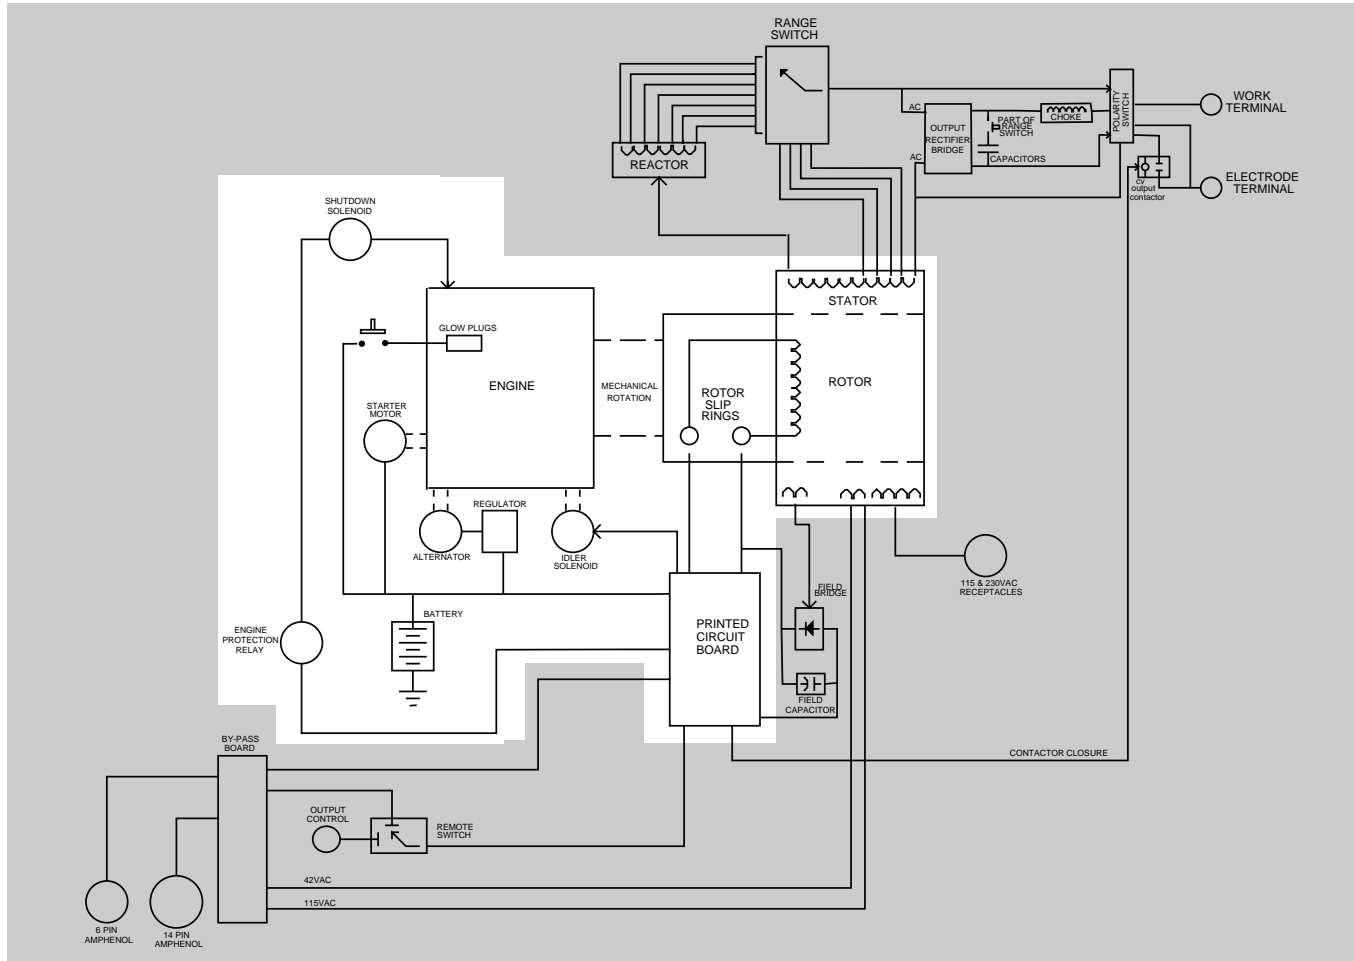 RANGE
SWITCH
WORK
TERMINAL
POLARITY
SWITCH
AC
CHOKE
PART OF
RANGE
SWITCH
OUTPUT
RECTIFIER
BRIDGE
AC
CAPACITORS
REACTOR
ELECTRODE
TERMINAL
cv
output
contactor
SHUTDOWN
SOLENOID
STATOR
GLOW PLUGS
ENGINE
MECHANICAL
ROTATION
ROTOR
SLIP
RINGS
ROTOR
STARTER
MOTOR
REGULATOR
ALTERNATOR
IDLER
SOLENOID
115 & 230VAC
RECEPTACLES
FIELD
BRIDGE
BATTERY
PRINTED
CIRCUIT
BOARD
ENGINE
PROTECTION
RELAY
FIELD
CAPACITOR
BY-PASS
BOARD
CONTACTOR CLOSURE
OUTPUT
CONTROL
REMOTE
SWITCH
42VAC
115VAC
6 PIN
AMPHENOL
14 PIN
AMPHENOL